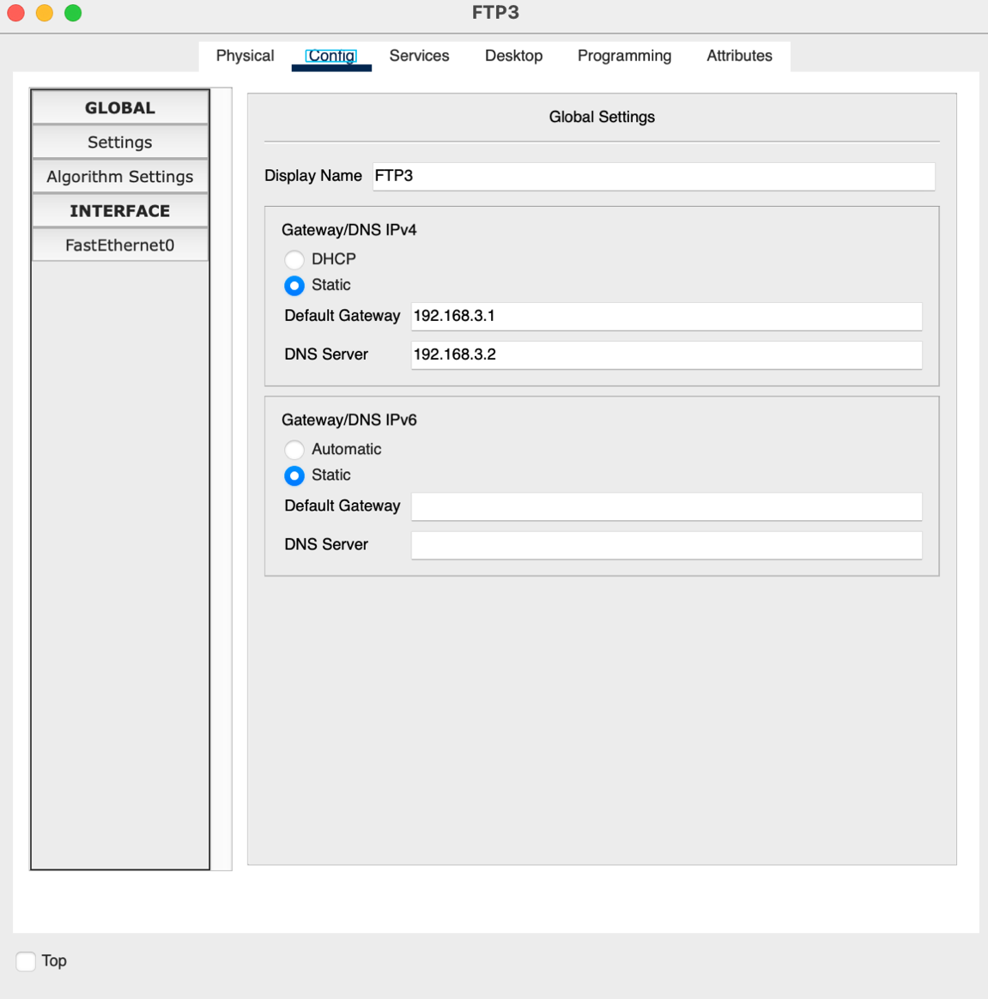 FTP3
Physical Config Services Desktop Programming Attributes
GLOBAL
Settings
Algorithm Settings
INTERFACE
FastEthernet0
Global Settings
Display Name FTP3
Gateway/DNS IPv4
DHCP
Static
Default Gateway 192.168.3.1
DNS Server 192.168.3.2
Gateway/DNS IPv6
Automatic
Static
Default Gateway
DNS Server
Top